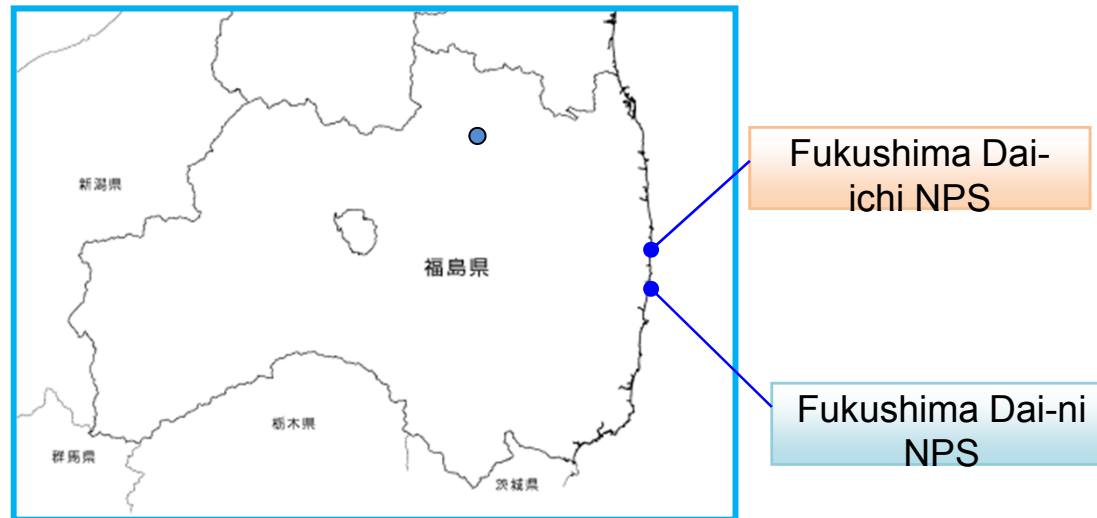 Fukushima Dai-
ichi NPS
新潟県
福島県
Fukushima Dai-ni
NPS
栃木県
群馬県
茨城県